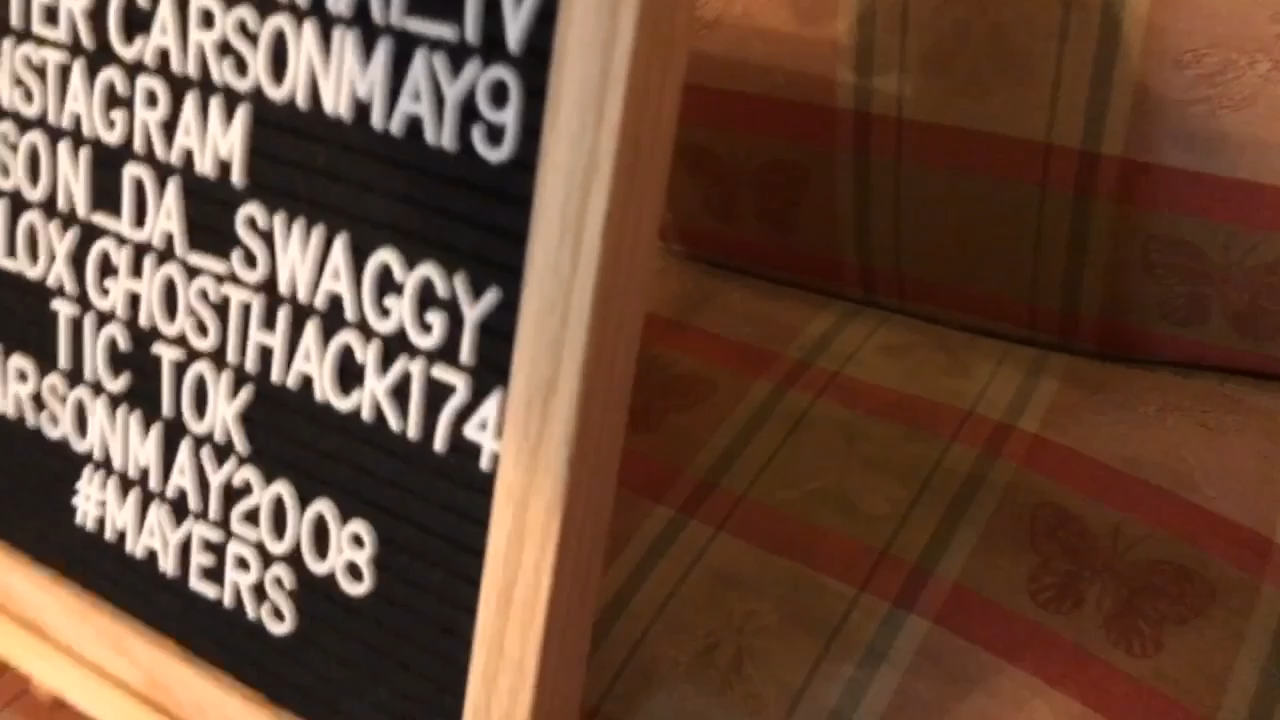 TER CARSONMAY9
NSTAGRAM
SON_DA_SWAGGY
LOX GHOSTHACK174
TIC TOK
ARSONMAY2008
#MAYERS